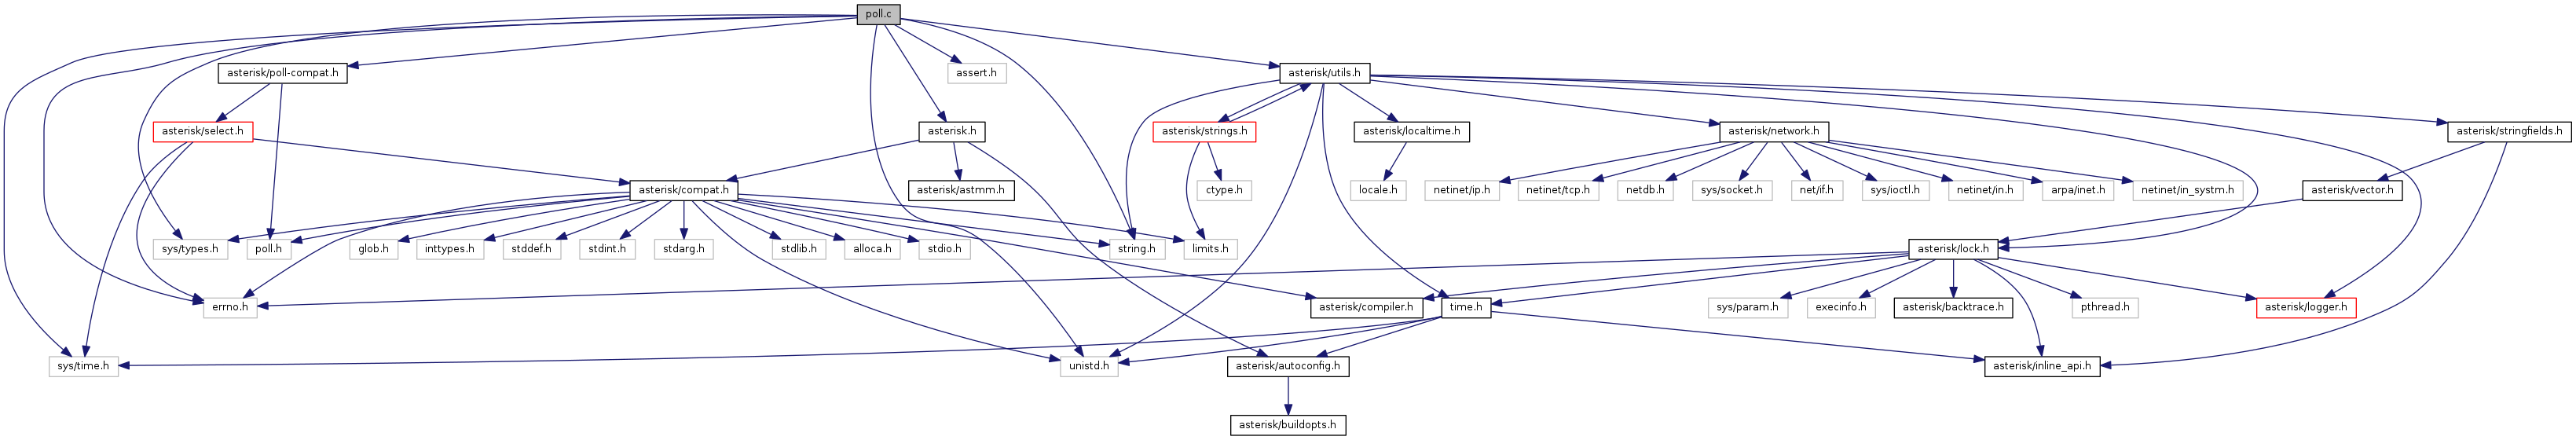 poll.c
asterisk/poll-compat.h
assert.h
asterisk/utils.h
asterisk/select.h
asterisk.h
asterisk/strings.h
asterisk/localtime.h
asterisk/network.h
asterisk/stringfields.h
asterisk/compat.h
asterisk/astmm.h
ctype.h
locale.h
netinet/ip.h
netinet/tcp.h
netdb.h
sys/socket.h
net/if.h
sys/ioctl.h
netinet/in.h
arpa/inet.h
netinet/in_systm.h
asterisk/vector.h
sys/types.h
poll.h
glob.h
inttypes.h
stddef.h
stdint.h
stdarg.h
stdlib.h
alloca.h
stdio.h
string.h
limits.h
asterisk/lock.h
errno.h
asterisk/compiler.h
time.h
sys/param.h
execinfo.h
asterisk/backtrace.h
pthread.h
asterisk/logger.h
sys/time.h
unistd.h
asterisk/autoconfig.h
asterisk/inline_api.h
asterisk/buildopts.h